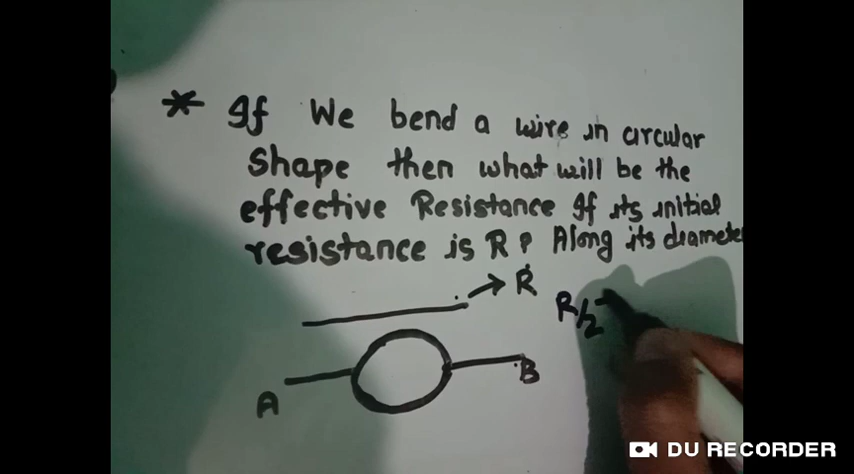 * If We bend a wire in circular
shape then what will be the
effective Resistance If its initial
resistance is R ? Along its diameter
→ R
R/2
A
B
DU RECORDER